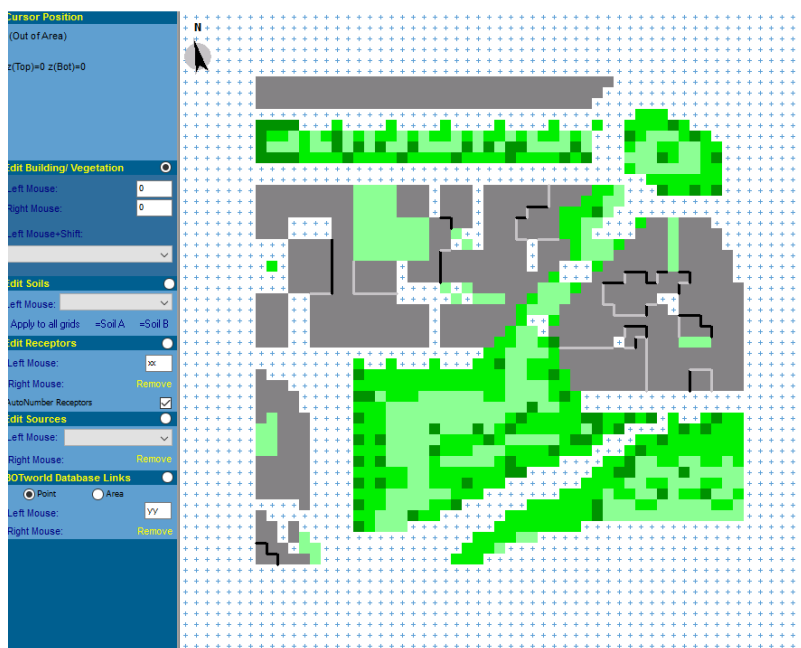 Cursor Position
N
(Out of Area)
z(Top)=0 z(Bot)=0
Edit Building/ Vegetation
Left Mouse: 0
Right Mouse: 0
Left Mouse+Shift:
Edit Soils
Left Mouse:
Apply to all grids =Soil A =Soil B
Edit Receptors
Left Mouse: xx
Right Mouse: Remove
AutoNumber Receptors
Edit Sources
Left Mouse:
Right Mouse: Remove
BOTworld Database Links
Point Area
Left Mouse: yy
Right Mouse: Remove